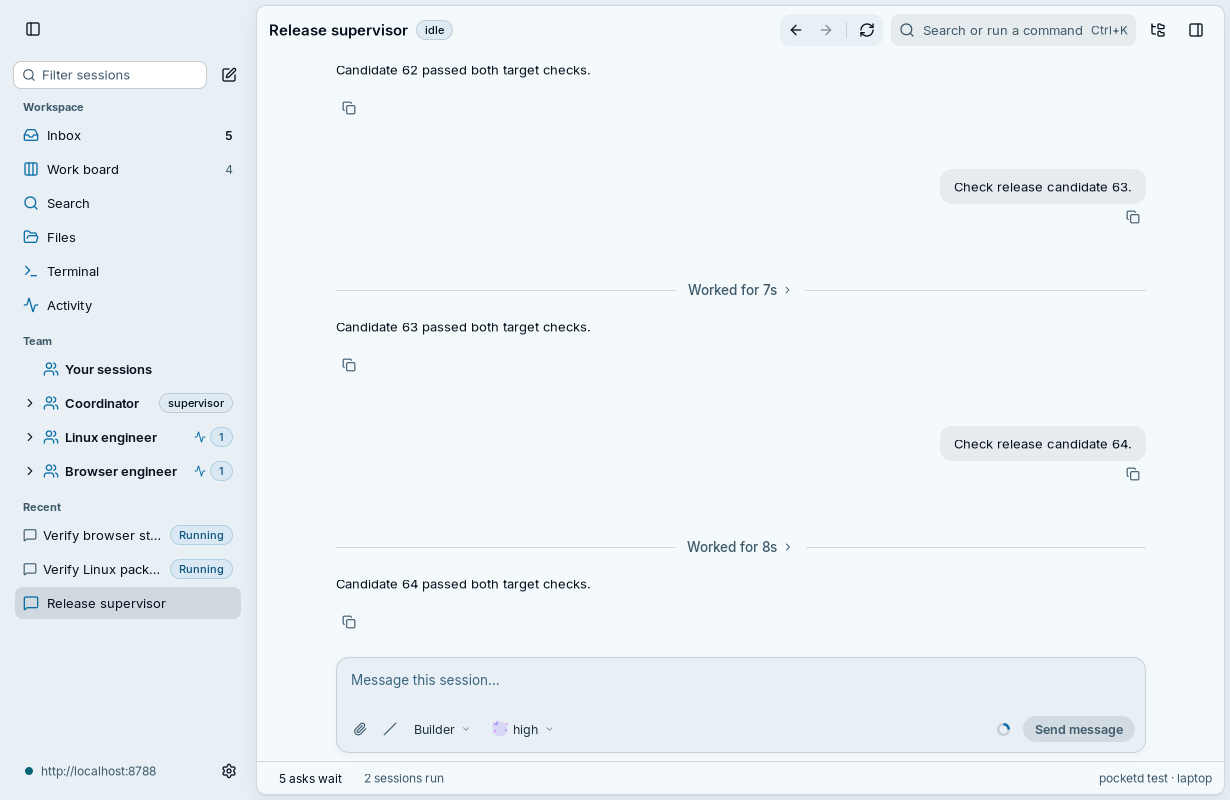 Release supervisor idle
Search or run a command Ctrl+K
Filter sessions
Workspace
Inbox 5
Work board 4
Search
Files
Terminal
Activity
Team
Your sessions
Coordinator supervisor
Linux engineer 1
Browser engineer 1
Recent
Verify browser st... Running
Verify Linux pack... Running
Release supervisor
http://localhost:8788
Candidate 62 passed both target checks.
Check release candidate 63.
Worked for 7s
Candidate 63 passed both target checks.
Check release candidate 64.
Worked for 8s
Candidate 64 passed both target checks.
Message this session...
Builder high Send message
5 asks wait 2 sessions run pocketd test · laptop